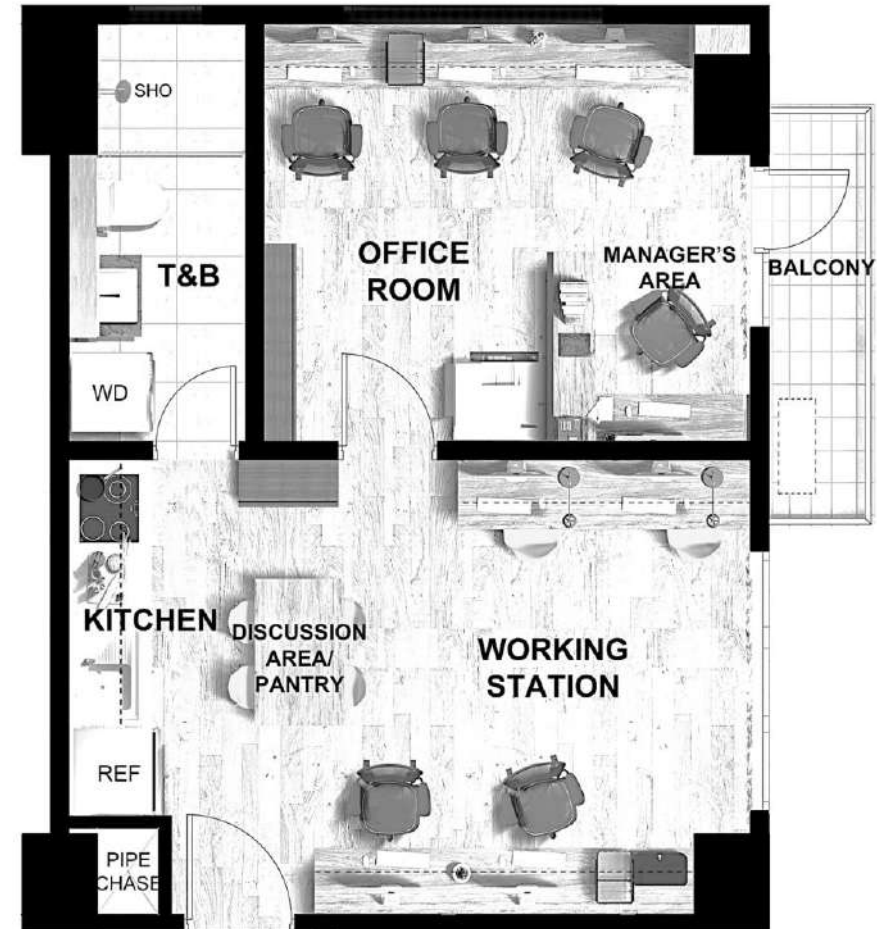 SHO
T&B
WD
OFFICE
ROOM
MANAGER'S
AREA
BALCONY
KITCHEN
DISCUSSION
AREA/
PANTRY
WORKING
STATION
REF
PIPE
CHASE